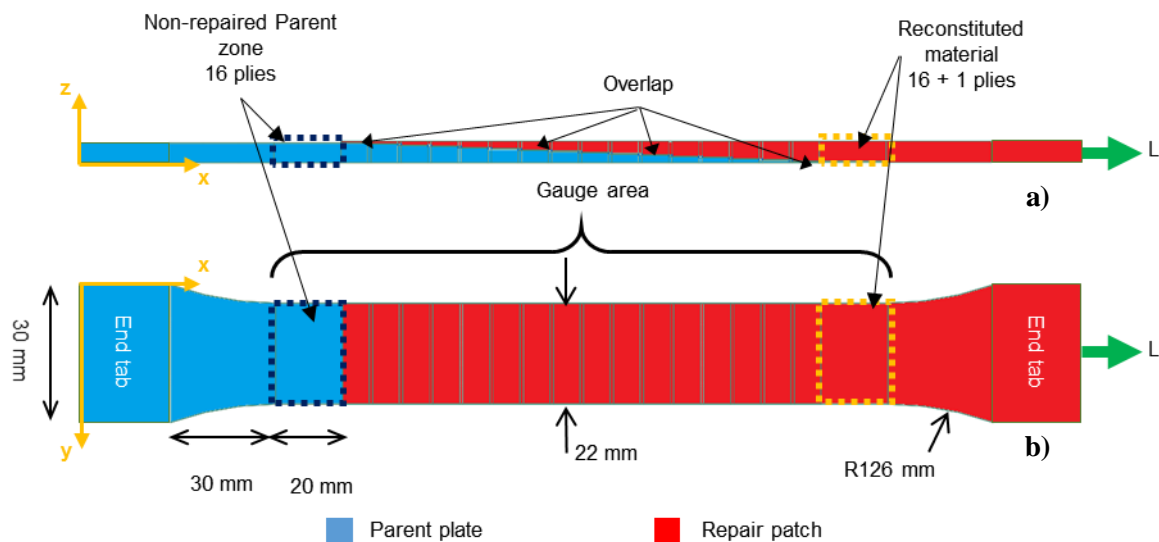 Non-repaired Parent
zone
16 plies
Reconstituted
material
16 + 1 plies
Overlap
z
x
L
a)
Gauge area
x
30 mm
End tab
End tab
L
y
22 mm
R126 mm
b)
30 mm
20 mm
Parent plate
Repair patch